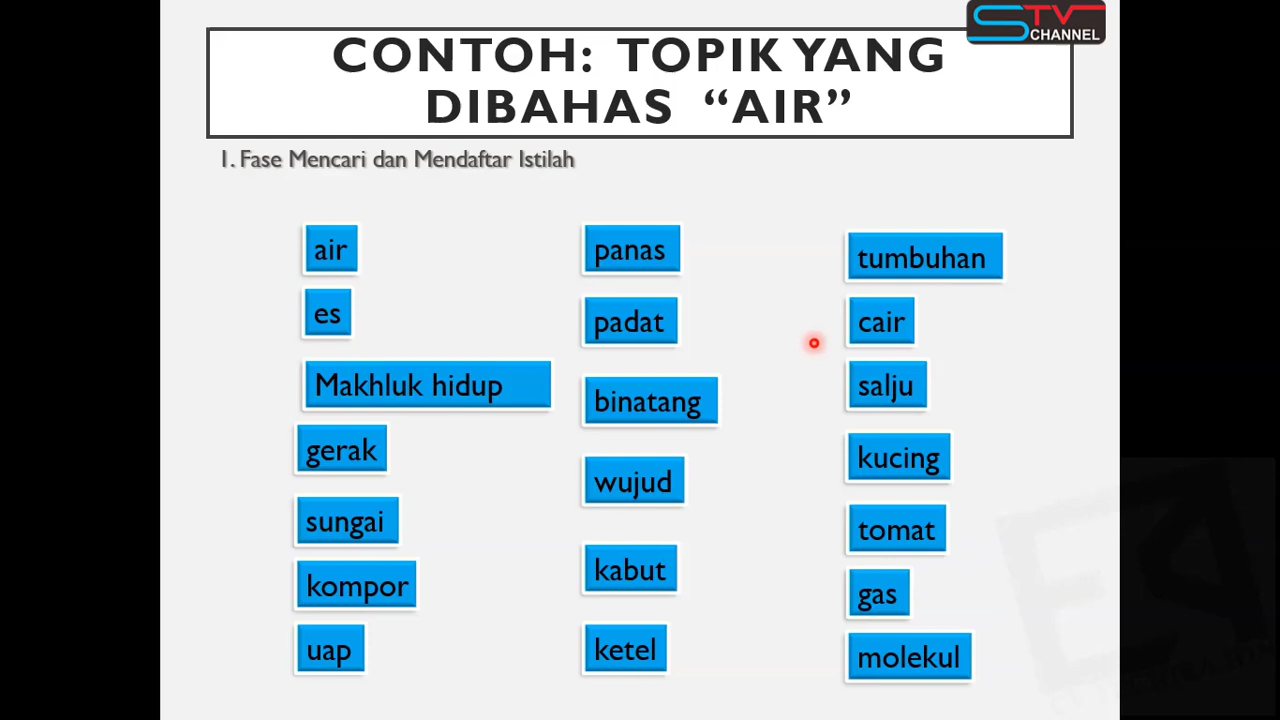 STV
CHANNEL
CONTOH: TOPIK YANG
DIBAHAS “AIR”
1. Fase Mencari dan Mendaftar Istilah
air
es
Makhluk hidup
gerak
sungai
kompor
uap
panas
padat
binatang
wujud
kabut
ketel
tumbuhan
cair
salju
kucing
tomat
gas
molekul